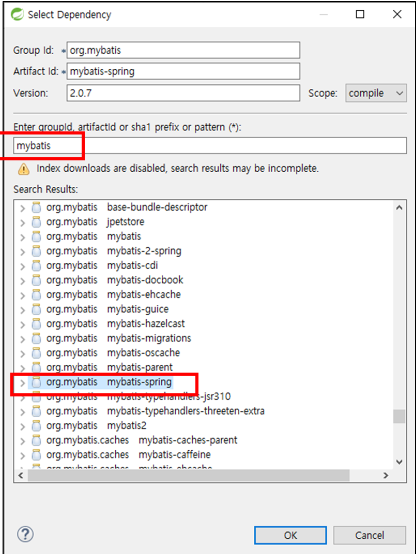 Select Dependency
Group Id: * org.mybatis
Artifact Id: * mybatis-spring
Version: 2.0.7 Scope: compile
Enter groupId, artifactId or sha1 prefix or pattern (*):
mybatis
Index downloads are disabled, search results may be incomplete.
Search Results:
org.mybatis base-bundle-descriptor
org.mybatis jpetstore
org.mybatis mybatis
org.mybatis mybatis-2-spring
org.mybatis mybatis-cdi
org.mybatis mybatis-docbook
org.mybatis mybatis-ehcache
org.mybatis mybatis-guice
org.mybatis mybatis-hazelcast
org.mybatis mybatis-migrations
org.mybatis mybatis-oscache
org.mybatis mybatis-parent
org.mybatis mybatis-spring
org.mybatis mybatis-typehandlers-jsr310
org.mybatis mybatis-typehandlers-threeten-extra
org.mybatis mybatis2
org.mybatis.caches mybatis-caches-parent
org.mybatis.caches mybatis-caffeine
org.mybatis.caches mybatis-ehcache
OK Cancel